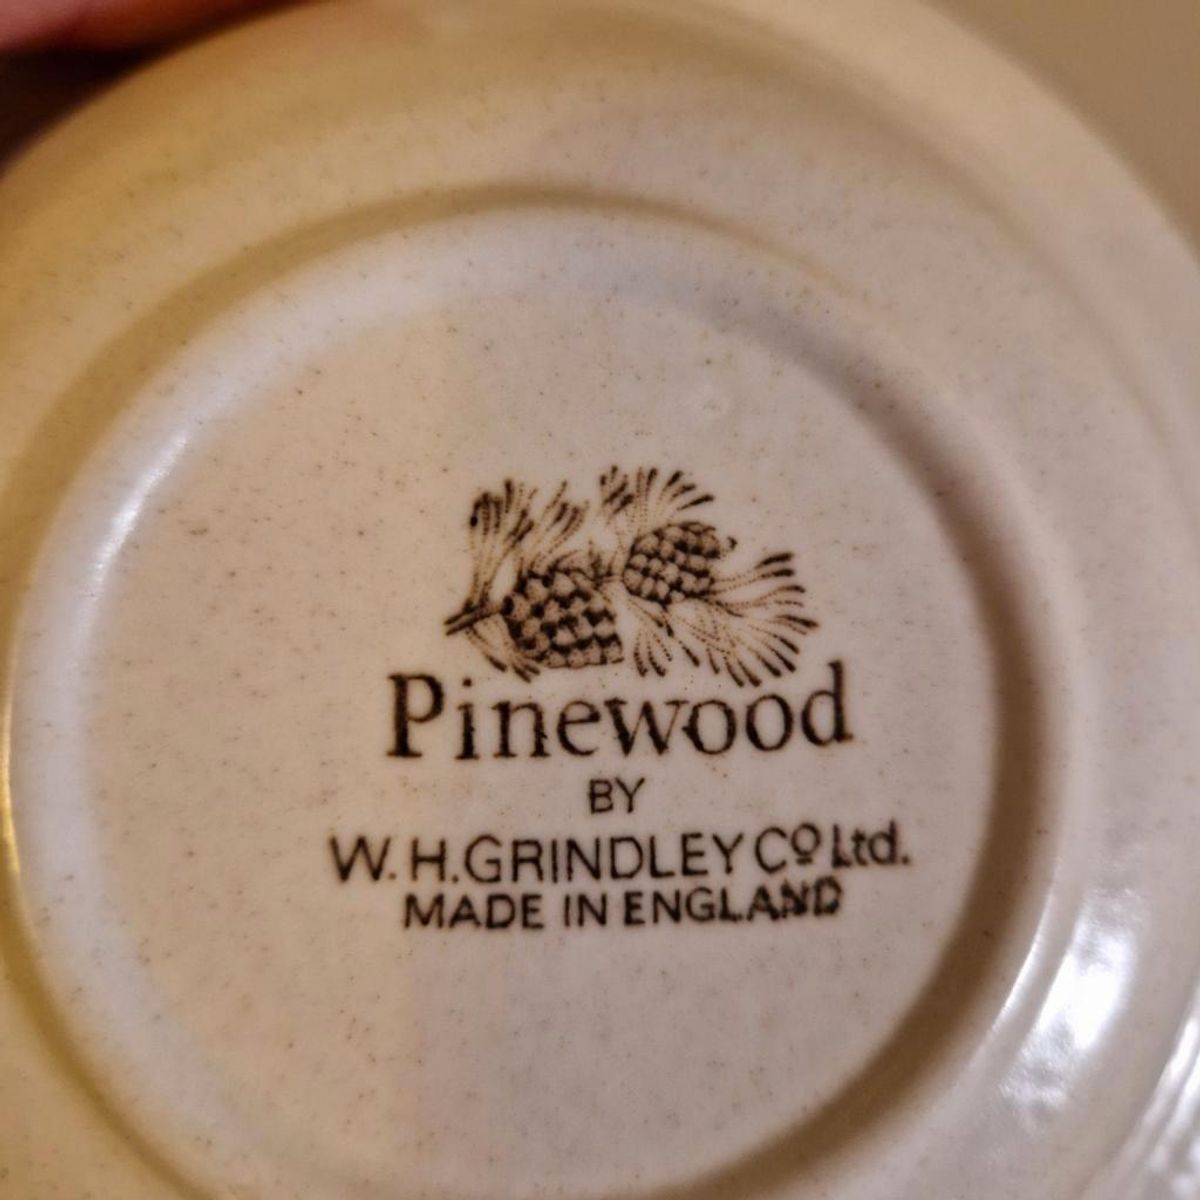 Pinewood
BY
W.H.GRINDLEY Cº Ltd.
MADE IN ENGLAND